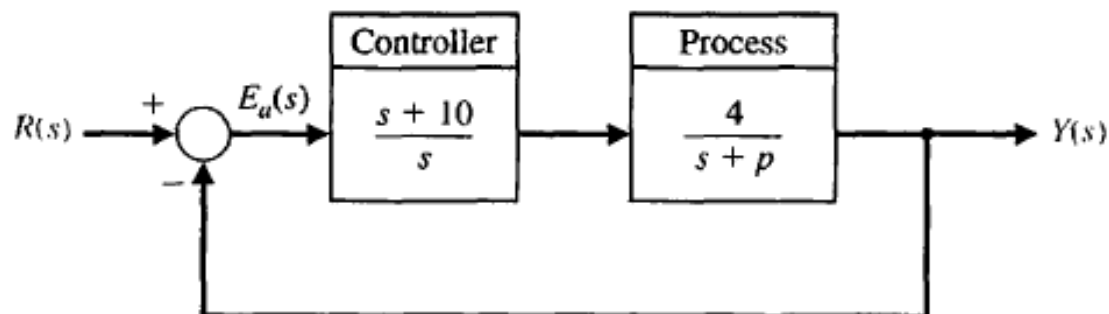 Controller
Process
R(s)
+
−
E_a(s)
s + 10
s
4
s + p
Y(s)